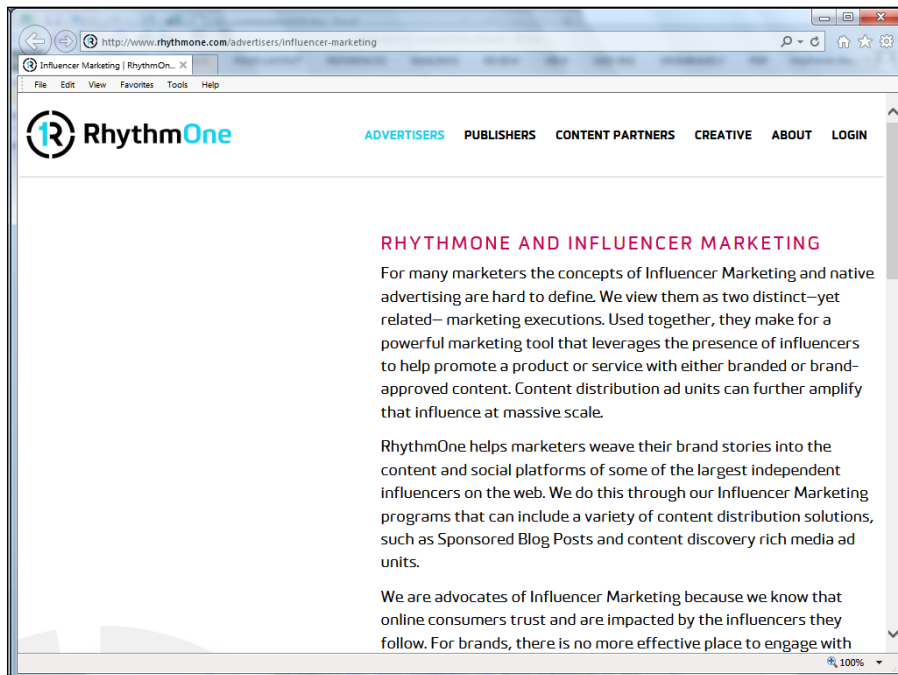 http://www.rhythmone.com/advertisers/influencer-marketing
Influencer Marketing | RhythmOn...
File Edit View Favorites Tools Help
1R RhythmOne
ADVERTISERS PUBLISHERS CONTENT PARTNERS CREATIVE ABOUT LOGIN
RHYTHMONE AND INFLUENCER MARKETING
For many marketers the concepts of Influencer Marketing and native
advertising are hard to define. We view them as two distinct—yet
related— marketing executions. Used together, they make for a
powerful marketing tool that leverages the presence of influencers
to help promote a product or service with either branded or brand-
approved content. Content distribution ad units can further amplify
that influence at massive scale.
RhythmOne helps marketers weave their brand stories into the
content and social platforms of some of the largest independent
influencers on the web. We do this through our Influencer Marketing
programs that can include a variety of content distribution solutions,
such as Sponsored Blog Posts and content discovery rich media ad
units.
We are advocates of Influencer Marketing because we know that
online consumers trust and are impacted by the influencers they
follow. For brands, there is no more effective place to engage with
100%